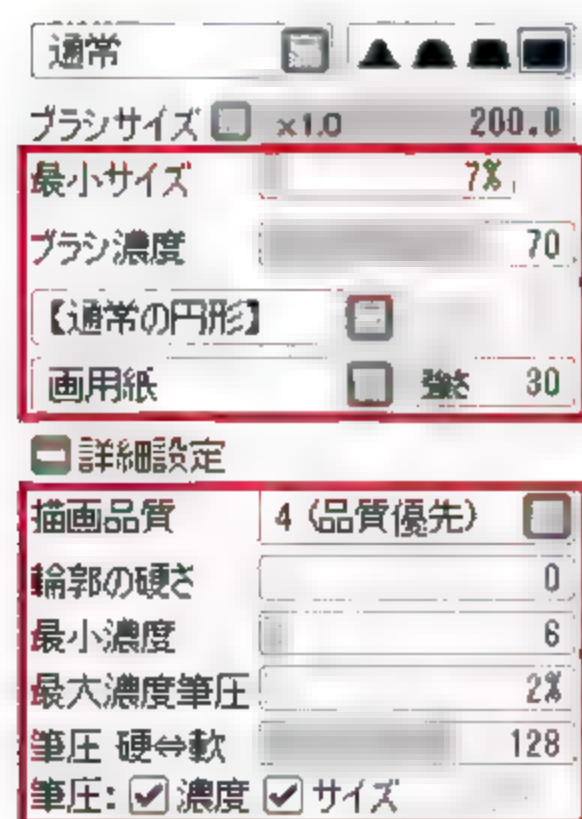 通常
ブラシサイズ ×1.0 200.0
最小サイズ 7%
ブラシ濃度 70
【通常の円形】
画用紙 強さ 30
詳細設定
描画品質 4 (品質優先)
輪郭の硬さ 0
最小濃度 6
最大濃度筆圧 2%
筆圧 硬⇔軟 128
筆圧: 濃度 サイズ